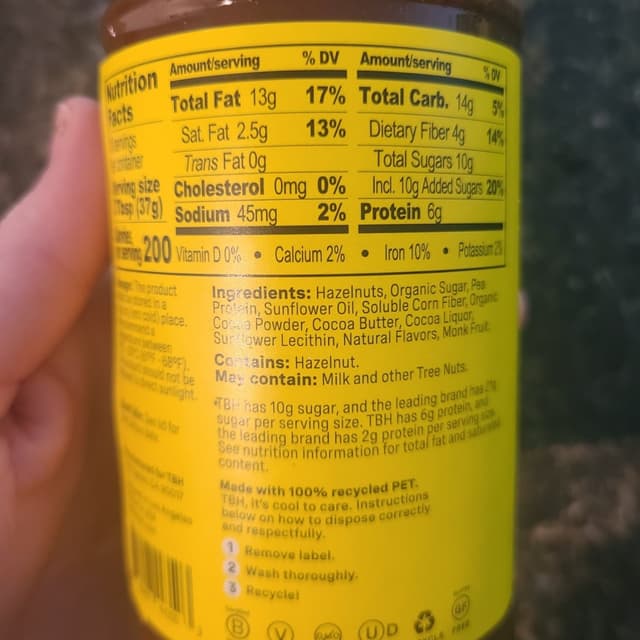 Nutrition Facts
Serving size (37g)
200
Amount/serving % DV
Total Fat 13g 17%
Sat. Fat 2.5g 13%
Trans Fat 0g
Cholesterol 0mg 0%
Sodium 45mg 2%
Amount/serving % DV
Total Carb. 14g 5%
Dietary Fiber 4g 14%
Total Sugars 10g
Incl. 10g Added Sugars 20%
Protein 6g
Vitamin D 0% • Calcium 2% • Iron 10% • Potassium 2%
Ingredients: Hazelnuts, Organic Sugar, Pea
Protein, Sunflower Oil, Soluble Corn Fiber, Organic
Cocoa Powder, Cocoa Butter, Cocoa Liquor,
Sunflower Lecithin, Natural Flavors, Monk Fruit.
Contains: Hazelnut.
May contain: Milk and other Tree Nuts.
TBH has 10g sugar, and the leading brand has 21g
sugar per serving size. TBH has 6g protein, and
the leading brand has 2g protein per serving size.
See nutrition information for total fat and saturated
content.
Made with 100% recycled PET.
TBH, it's cool to care. Instructions
below on how to dispose correctly
and respectfully.
1 Remove label.
2 Wash thoroughly.
3 Recycle!
B V U D GF